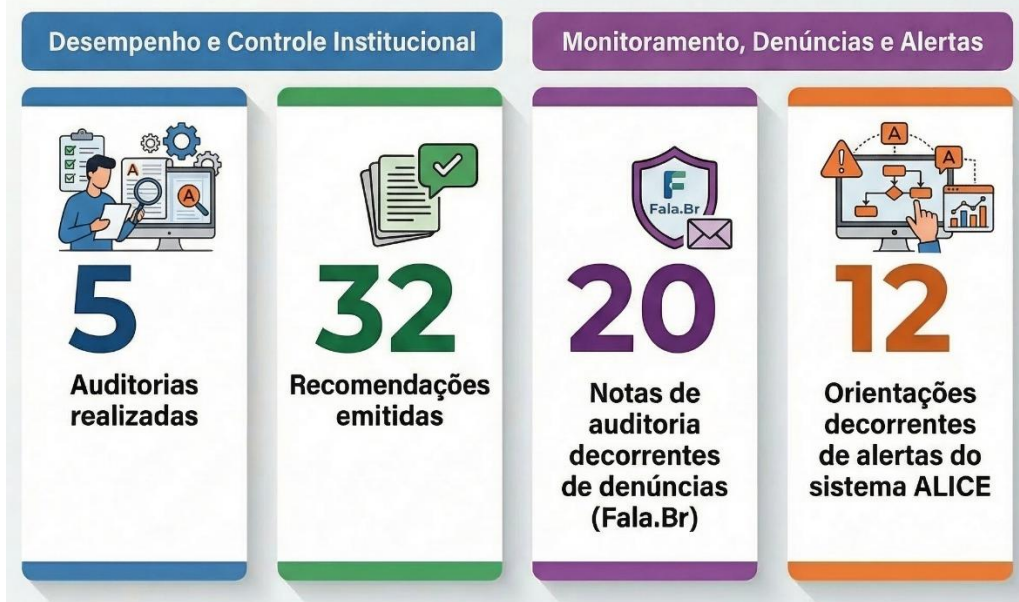 Desempenho e Controle Institucional
Monitoramento, Denúncias e Alertas
A
A
5
Auditorias
realizadas
32
Recomendações
emitidas
Fala.Br
20
Notas de
auditoria
decorrentes
de denúncias
(Fala.Br)
A
A
12
Orientações
decorrentes
de alertas do
sistema ALICE